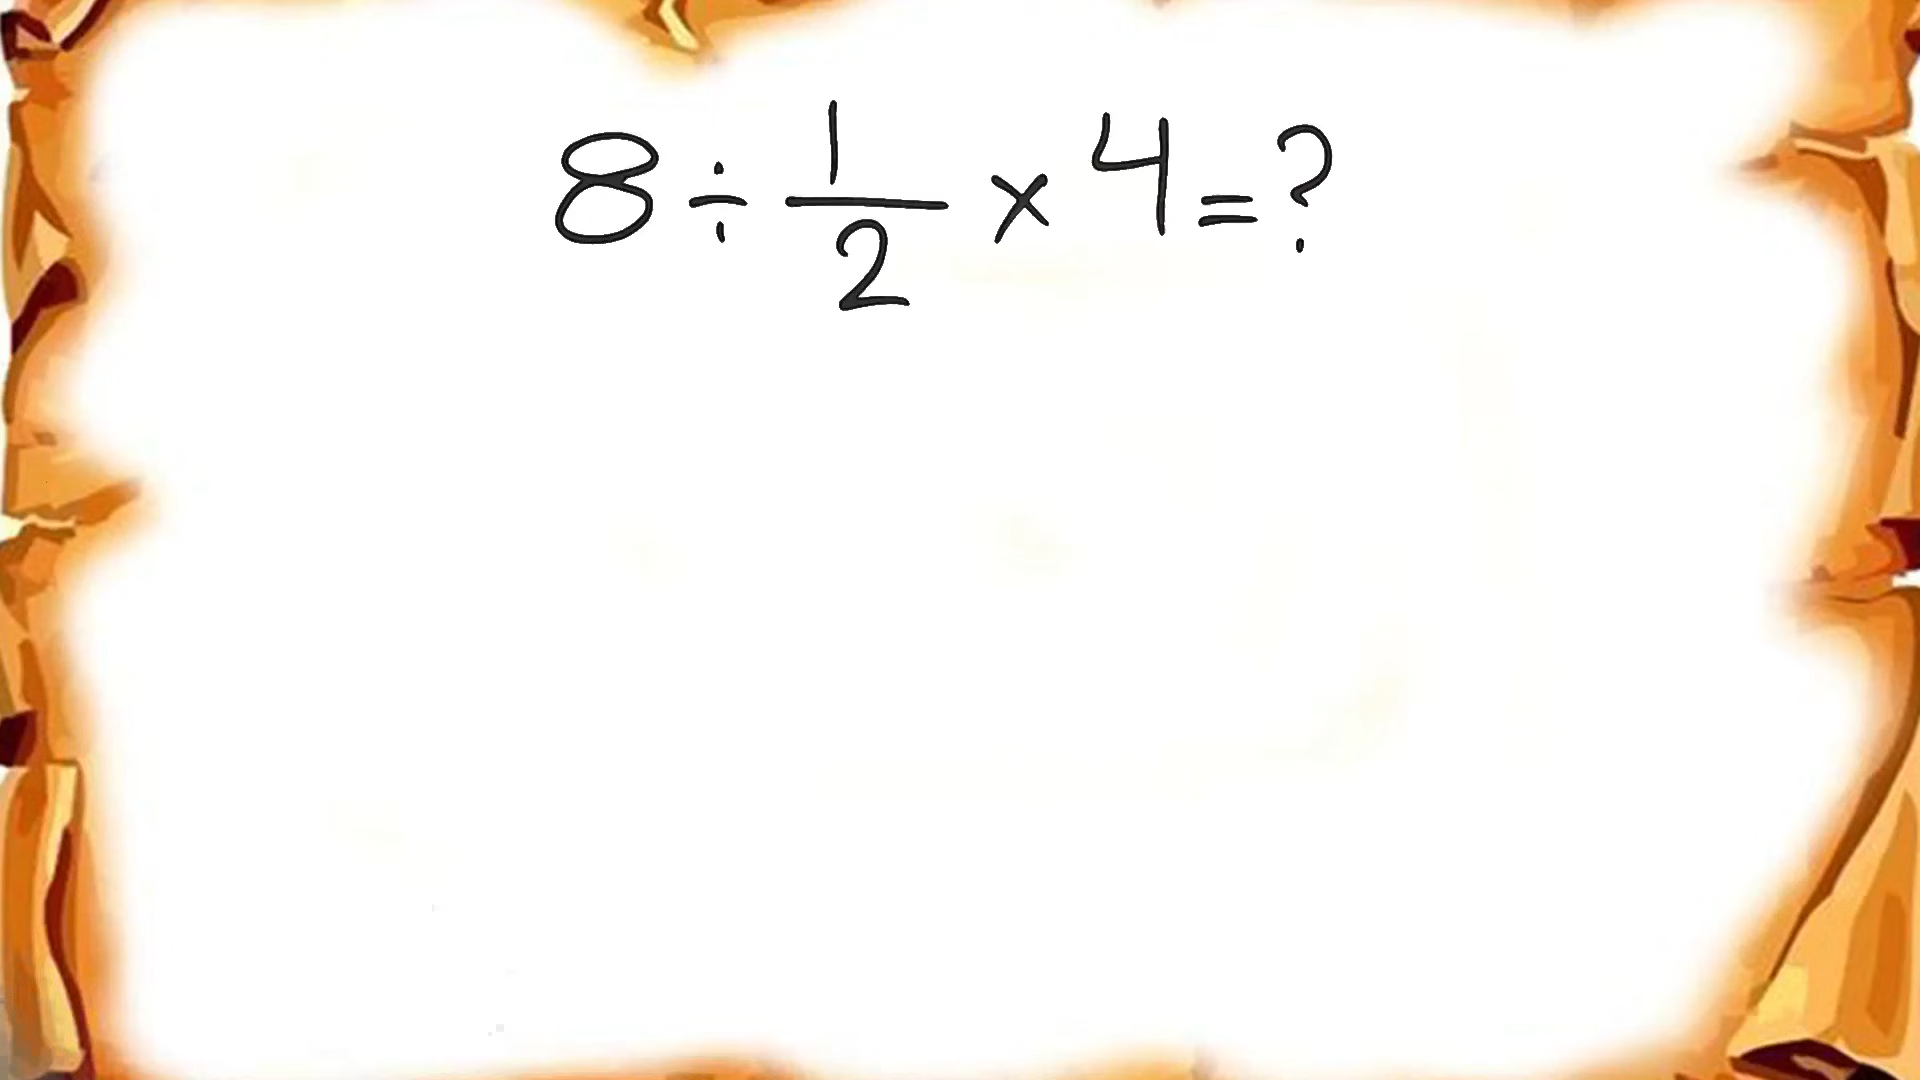 8 ÷ 1/2 × 4 = ?